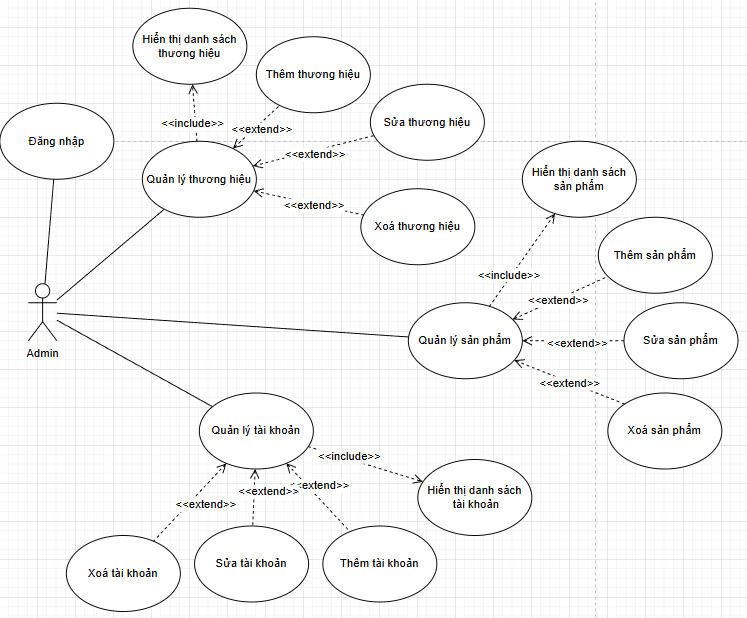 Hiển thị danh sách
thương hiệu
Thêm thương hiệu
Sửa thương hiệu
<<include>>
<<extend>>
Đăng nhập
<<extend>>
Quản lý thương hiệu
<<extend>>
Xoá thương hiệu
Hiển thị danh sách
sản phẩm
Thêm sản phẩm
<<include>>
<<extend>>
Quản lý sản phẩm
<<extend>>
Sửa sản phẩm
<<extend>>
Xoá sản phẩm
Admin
Quản lý tài khoản
<<include>>
<<extend>>
<<extend>>
<<extend>>
Hiển thị danh sách
tài khoản
Xoá tài khoản
Sửa tài khoản
Thêm tài khoản